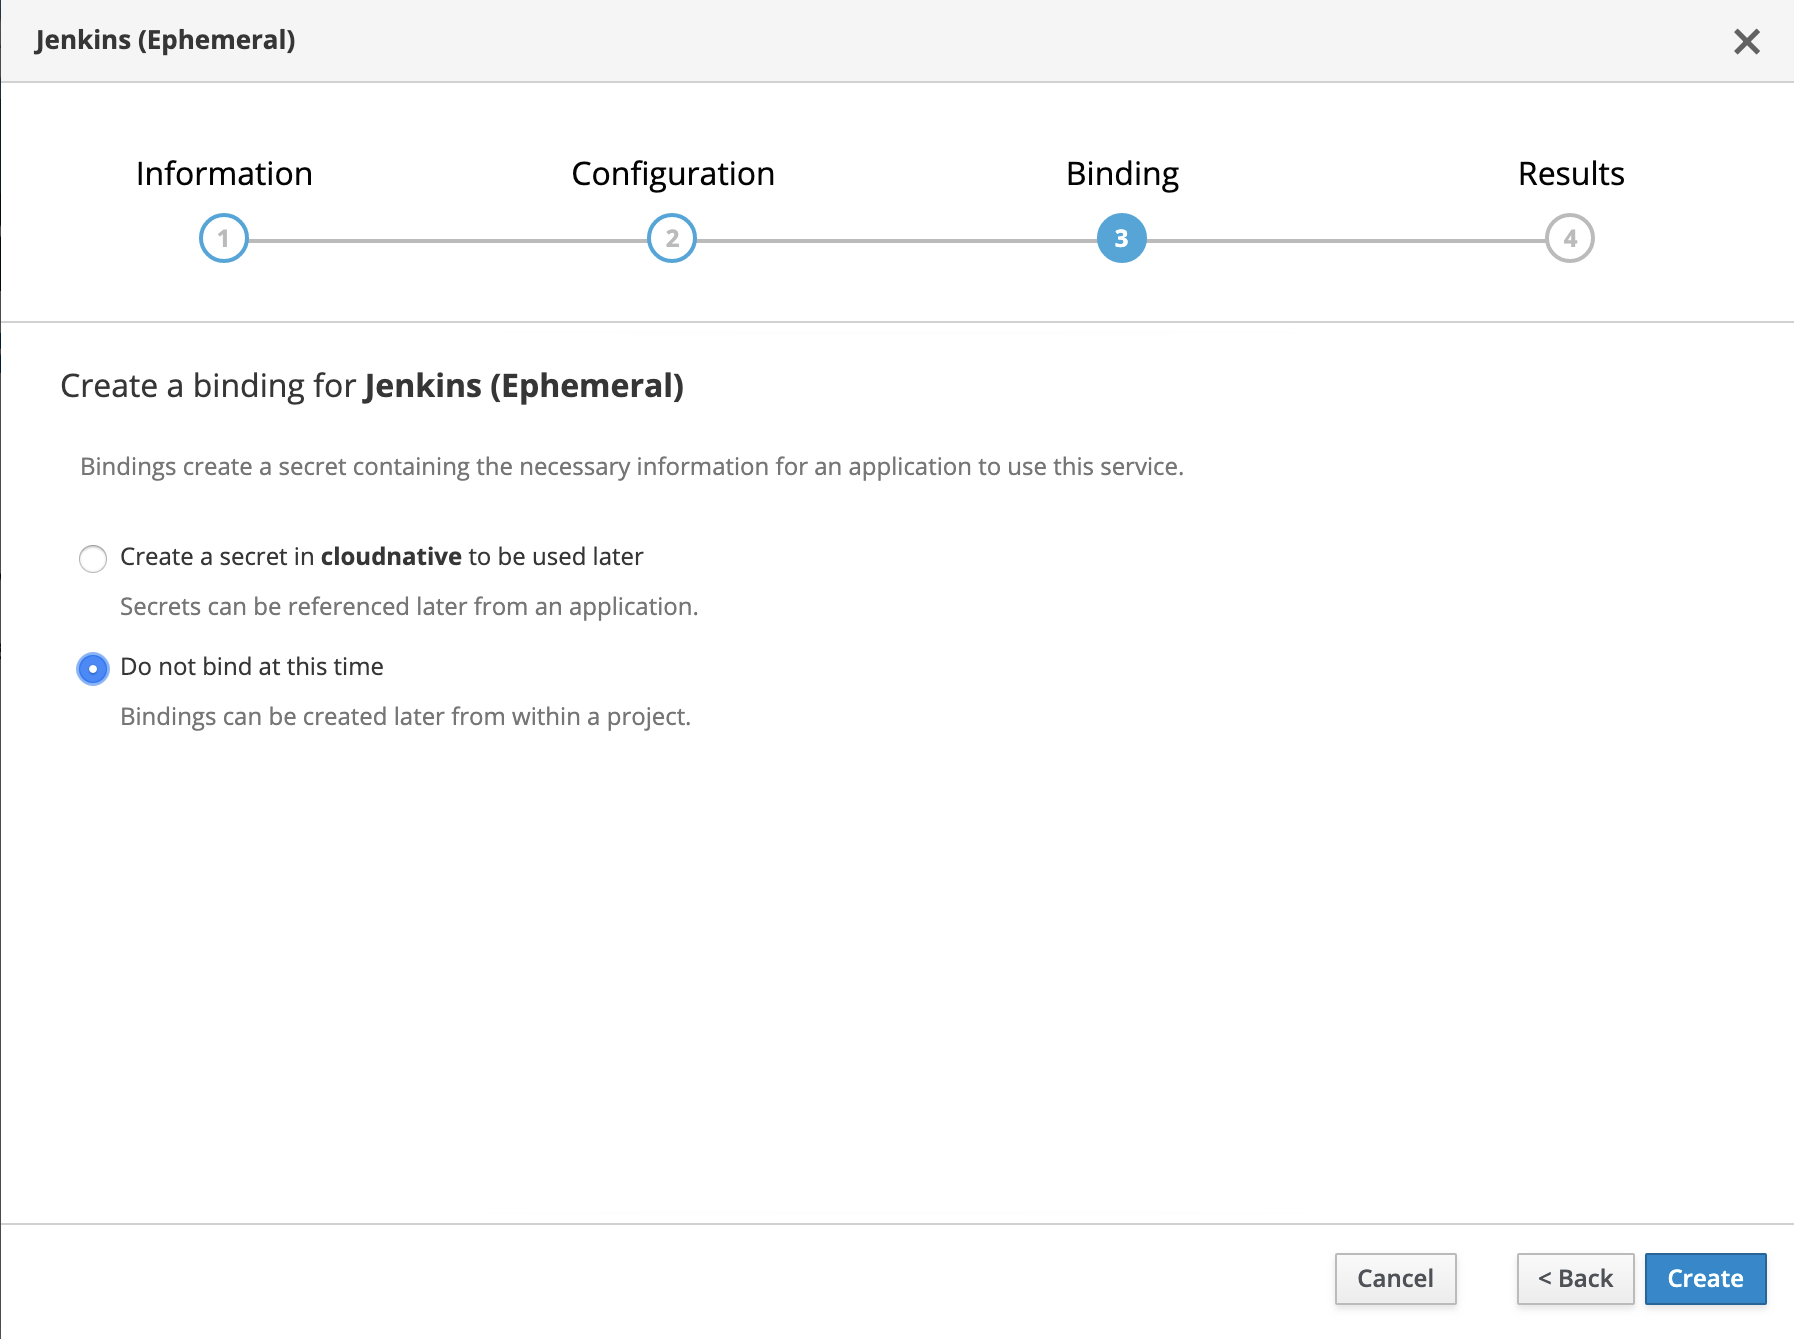 Jenkins (Ephemeral)
Information
Configuration
Binding
Results
1
2
3
4
Create a binding for Jenkins (Ephemeral)
Bindings create a secret containing the necessary information for an application to use this service.
Create a secret in cloudnative to be used later
Secrets can be referenced later from an application.
Do not bind at this time
Bindings can be created later from within a project.
Cancel
< Back
Create